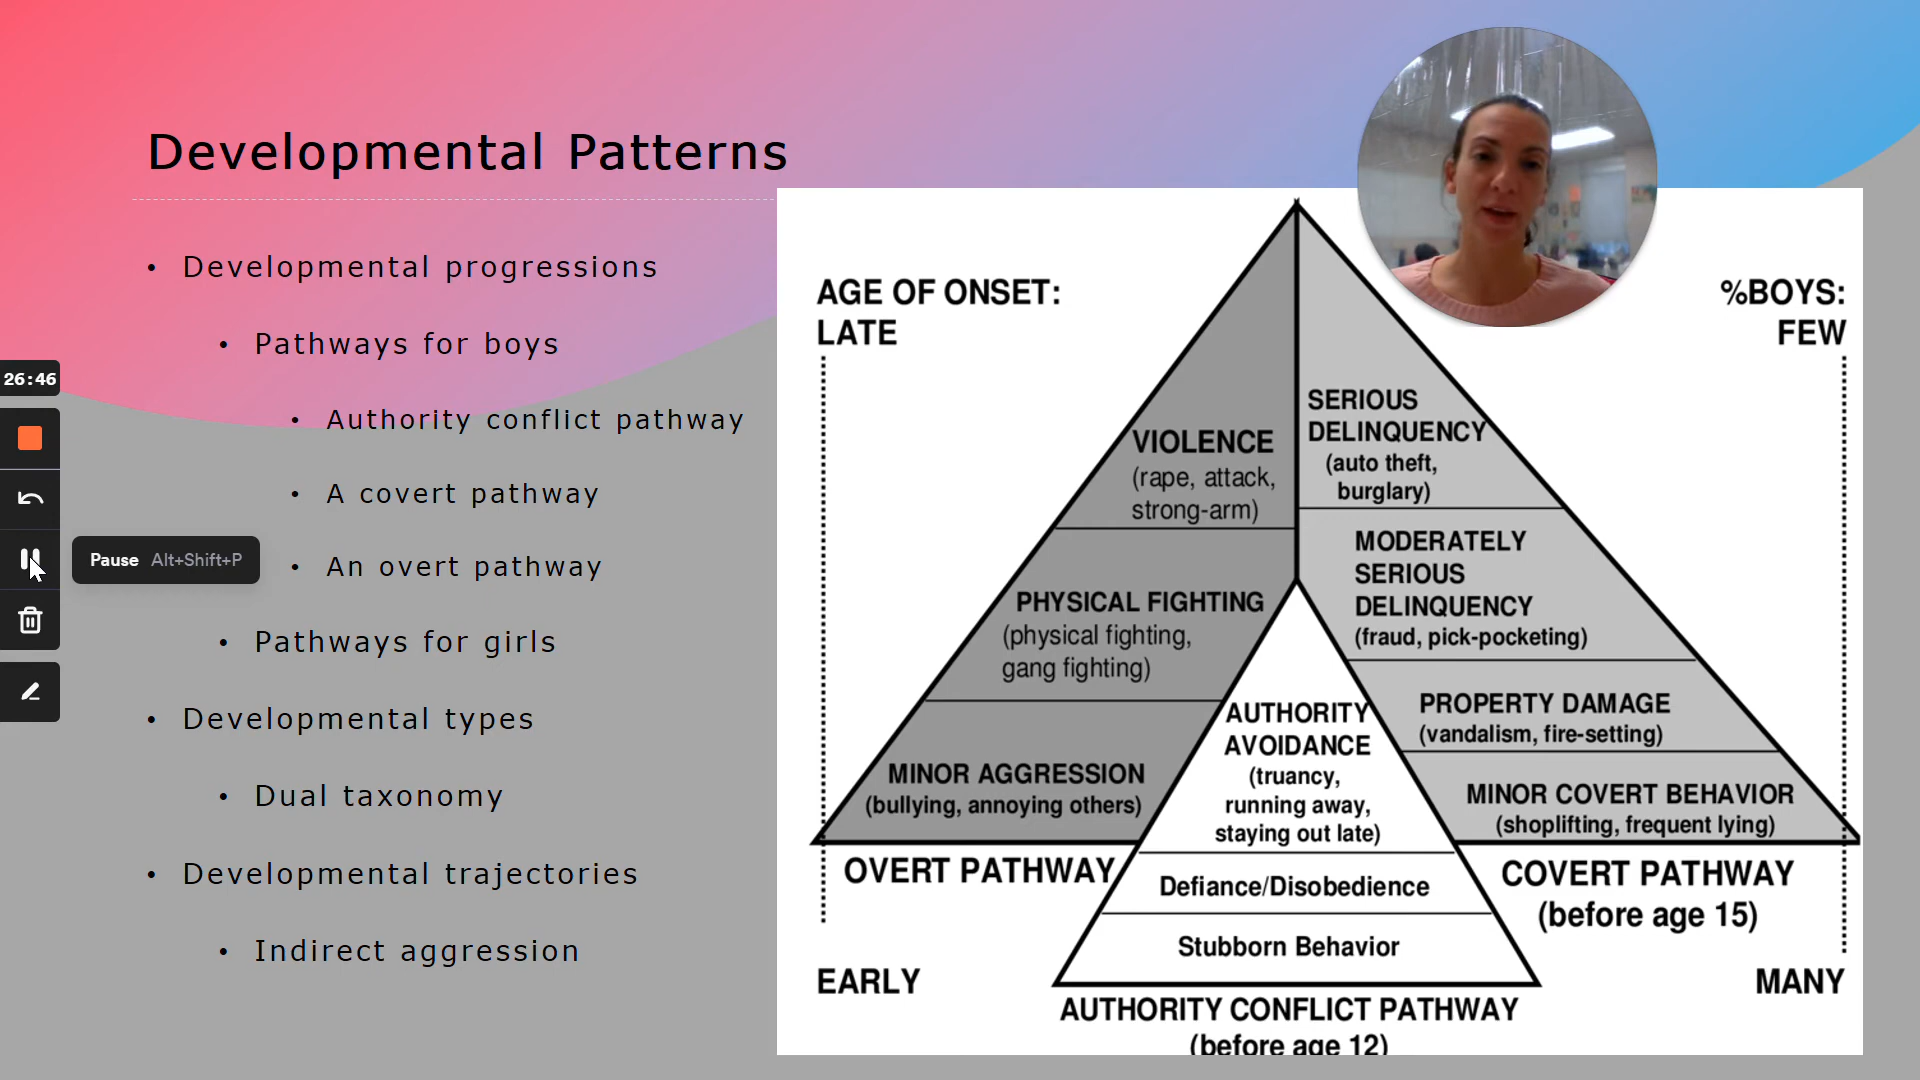 Developmental Patterns
• Developmental progressions
• Pathways for boys
• Authority conflict pathway
• A covert pathway
• An overt pathway
• Pathways for girls
• Developmental types
• Dual taxonomy
• Developmental trajectories
• Indirect aggression
26:46
Pause Alt+Shift+P
AGE OF ONSET:
LATE
%BOYS:
FEW
VIOLENCE
(rape, attack,
strong-arm)
PHYSICAL FIGHTING
(physical fighting,
gang fighting)
MINOR AGGRESSION
(bullying, annoying others)
OVERT PATHWAY
SERIOUS
DELINQUENCY
(auto theft,
burglary)
MODERATELY
SERIOUS
DELINQUENCY
(fraud, pick-pocketing)
PROPERTY DAMAGE
(vandalism, fire-setting)
MINOR COVERT BEHAVIOR
(shoplifting, frequent lying)
COVERT PATHWAY
(before age 15)
AUTHORITY
AVOIDANCE
(truancy,
running away,
staying out late)
Defiance/Disobedience
Stubborn Behavior
EARLY
MANY
AUTHORITY CONFLICT PATHWAY
(before age 12)